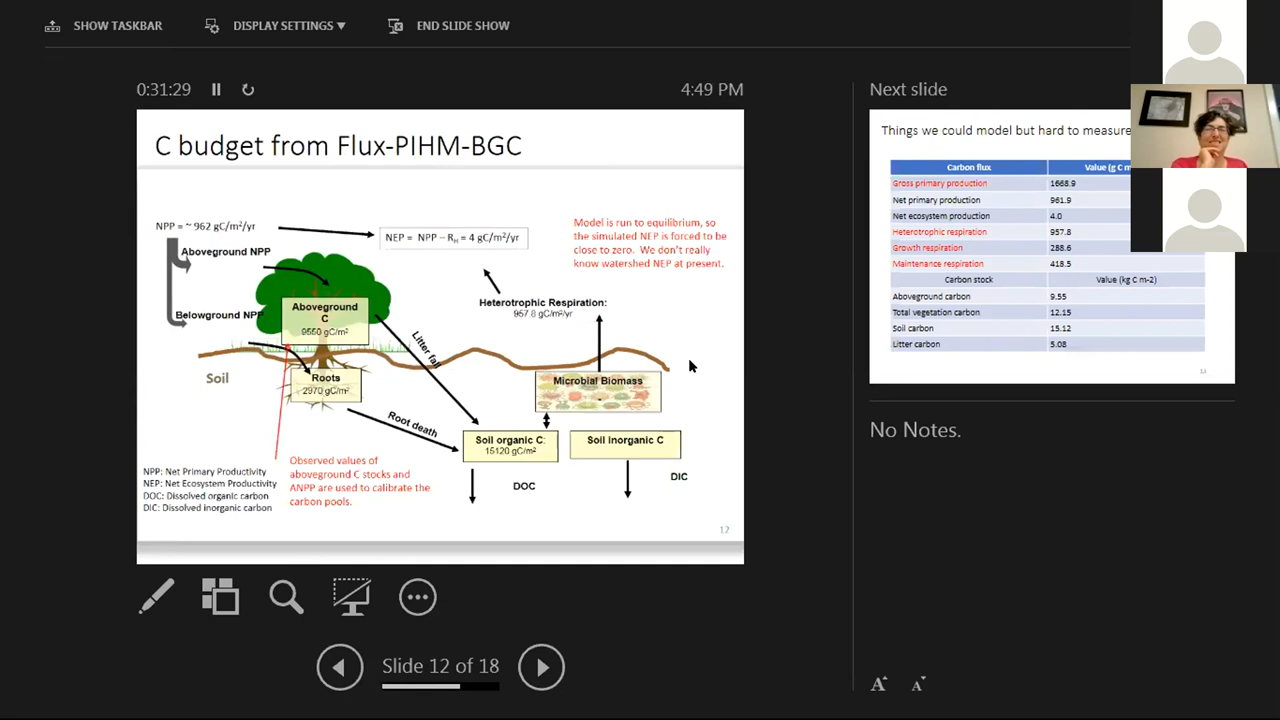 SHOW TASKBAR
DISPLAY SETTINGS ▼
END SLIDE SHOW
0:31:29
4:49 PM
C budget from Flux-PIHM-BGC
NPP = ~ 962 gC/m²/yr
NEP = NPP – R_H = 4 gC/m²/yr
Model is run to equilibrium, so
the simulated NEP is forced to be
close to zero. We don't really
know watershed NEP at present.
Aboveground NPP
Belowground NPP
Aboveground
C
9550 gC/m²
Heterotrophic Respiration:
957.8 gC/m²/yr
Litter fall
Soil
Roots
2970 gC/m²
Microbial Biomass
Root death
Soil organic C:
15120 gC/m²
Soil Inorganic C
DOC
DIC
NPP: Net Primary Productivity
NEP: Net Ecosystem Productivity
DOC: Dissolved organic carbon
DIC: Dissolved inorganic carbon
Observed values of
aboveground C stocks and
ANPP are used to calibrate the
carbon pools.
12
Slide 12 of 18
Next slide
Things we could model but hard to measure
Carbon flux Value (g C m
Gross primary production 1668.9
Net primary production 961.9
Net ecosystem production 4.0
Heterotrophic respiration 957.8
Growth respiration 288.6
Maintenance respiration 418.5
Carbon stock Value (kg C m-2)
Aboveground carbon 9.55
Total vegetation carbon 12.15
Soil carbon 15.12
Litter carbon 5.08
13
No Notes.
A A